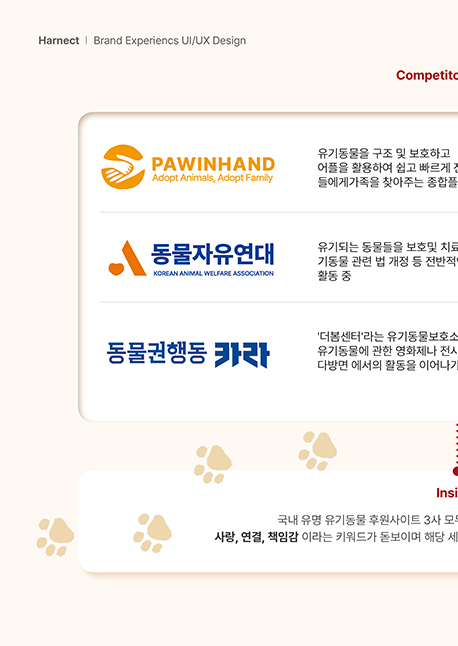 Harnect | Brand Experiencs UI/UX Design
Competito
PAWINHAND
Adopt Animals, Adopt Family
유기동물을 구조 및 보호하고
어플을 활용하여 쉽고 빠르게 전
들에게가족을 찾아주는 종합플
동물자유연대
KOREAN ANIMAL WELFARE ASSOCIATION
유기되는 동물들을 보호및 치료
기동물 관련 법 개정 등 전반적인
활동 중
동물권행동 카라
'더봄센터'라는 유기동물보호소
유기동물에 관한 영화제나 전시
다방면 에서의 활동을 이어나가
Insi
국내 유명 유기동물 후원사이트 3사 모두
사랑, 연결, 책임감 이라는 키워드가 돋보이며 해당 세